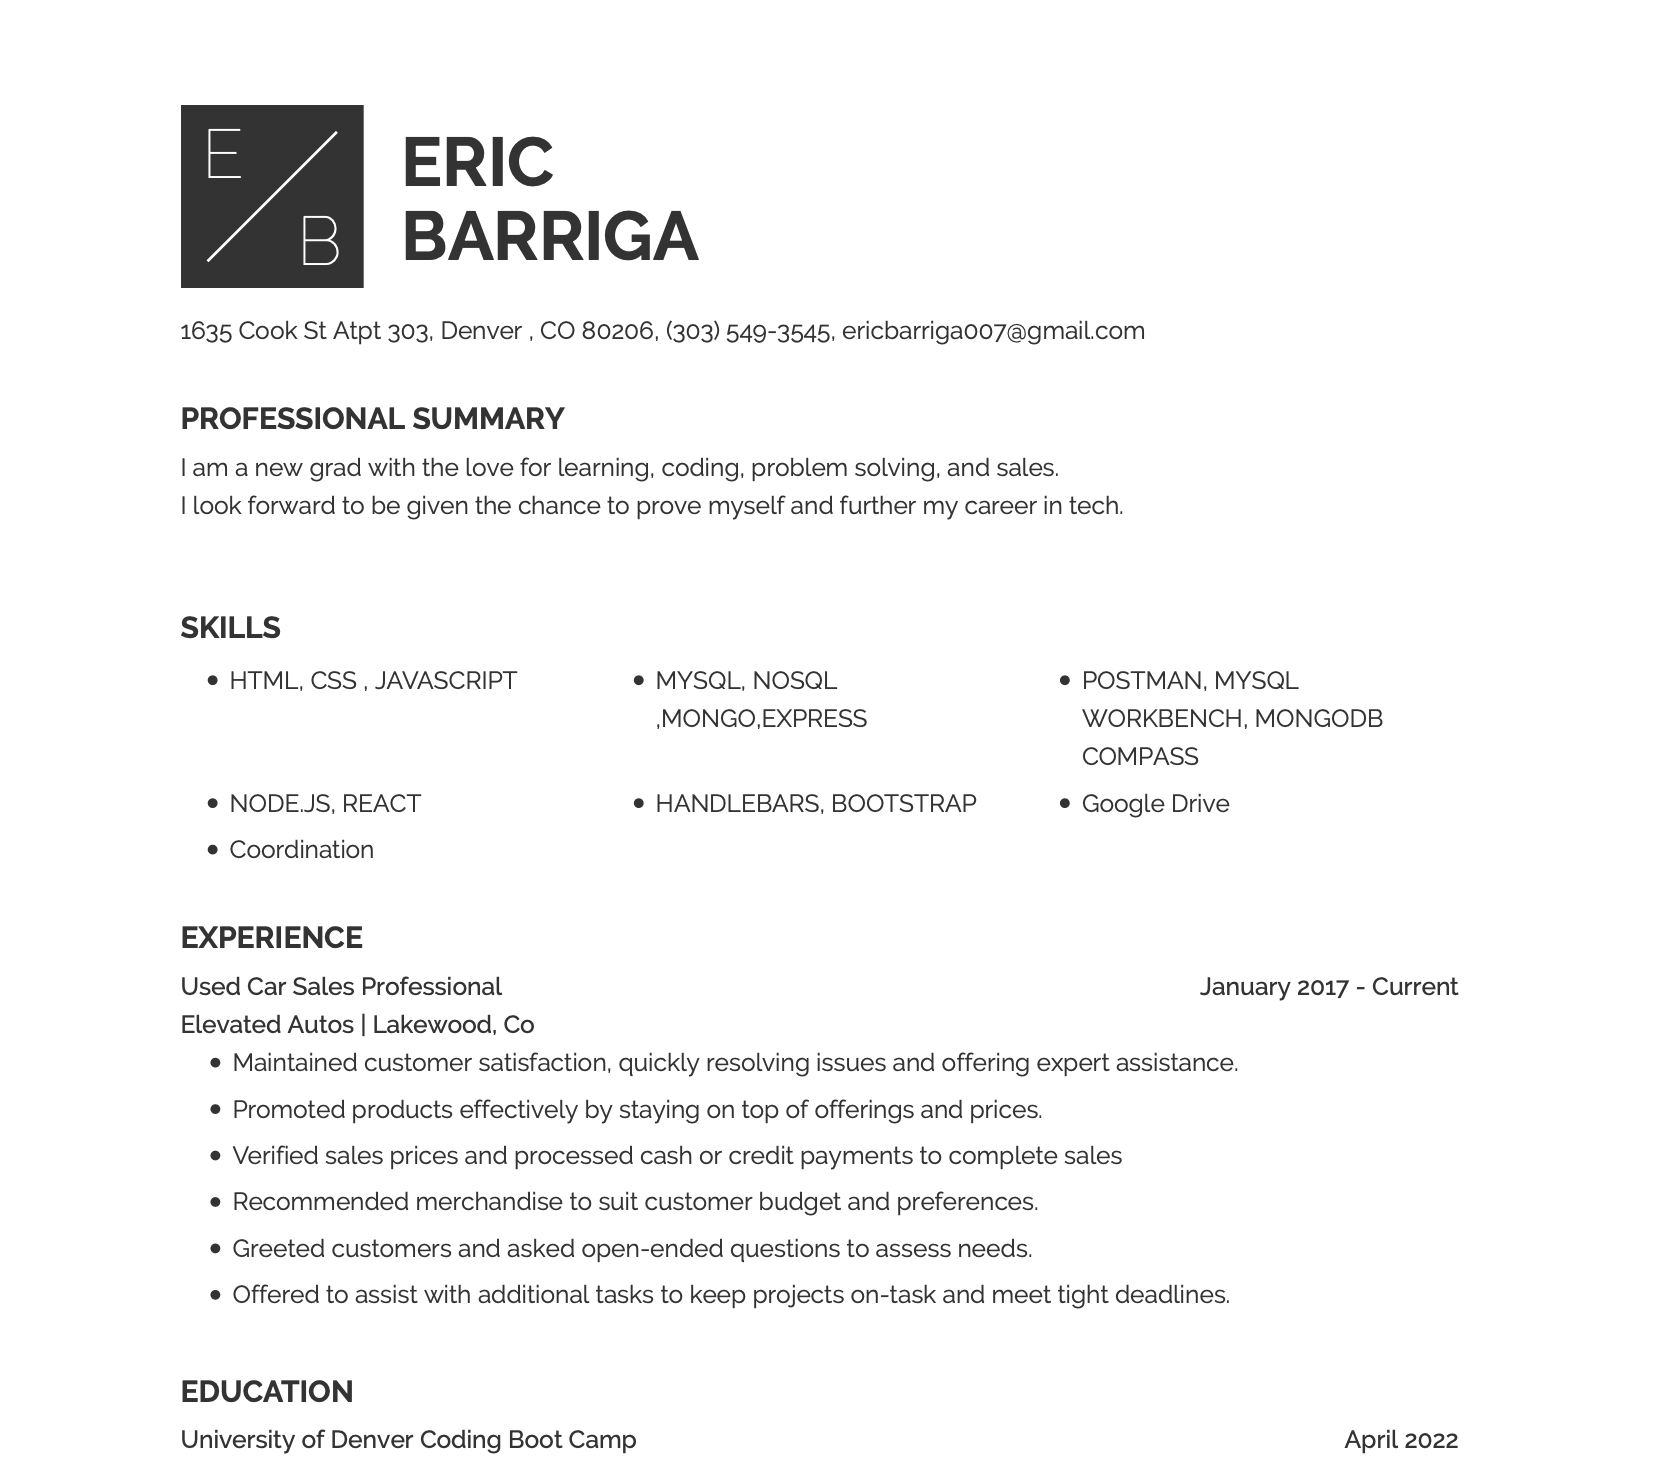 E
B
ERIC
BARRIGA
1635 Cook St Atpt 303, Denver , CO 80206, (303) 549-3545, ericbarriga007@gmail.com
PROFESSIONAL SUMMARY
I am a new grad with the love for learning, coding, problem solving, and sales.
I look forward to be given the chance to prove myself and further my career in tech.
SKILLS
• HTML, CSS , JAVASCRIPT
• MYSQL, NOSQL
,MONGO,EXPRESS
• POSTMAN, MYSQL
WORKBENCH, MONGODB
COMPASS
• NODE.JS, REACT
• HANDLEBARS, BOOTSTRAP
• Google Drive
• Coordination
EXPERIENCE
Used Car Sales Professional January 2017 - Current
Elevated Autos | Lakewood, Co
• Maintained customer satisfaction, quickly resolving issues and offering expert assistance.
• Promoted products effectively by staying on top of offerings and prices.
• Verified sales prices and processed cash or credit payments to complete sales
• Recommended merchandise to suit customer budget and preferences.
• Greeted customers and asked open-ended questions to assess needs.
• Offered to assist with additional tasks to keep projects on-task and meet tight deadlines.
EDUCATION
University of Denver Coding Boot Camp April 2022